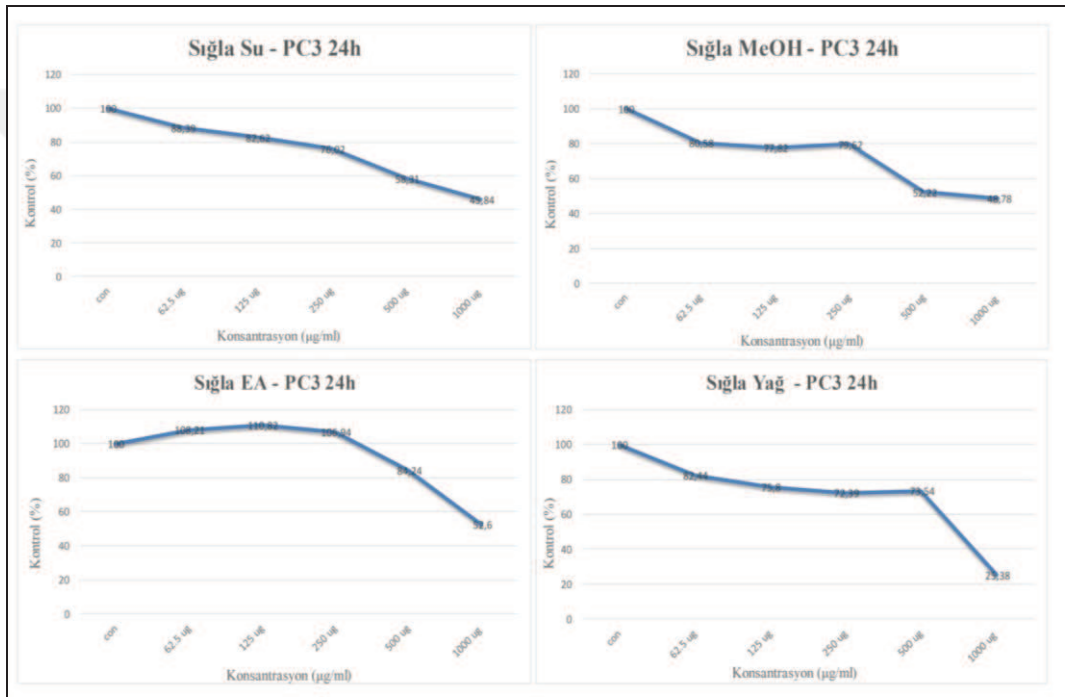 Sığla Su - PC3 24h
120
100
80
60
40
20
0
100
88,39
82,62
76,02
58,31
45,84
Kontrol (%)
con
62.5 ug
125 ug
250 ug
500 ug
1000 ug
Konsantrasyon (µg/ml)
Sığla MeOH - PC3 24h
120
100
80
60
40
20
0
100
80,58
77,82
79,62
52,22
48,78
Kontrol (%)
con
62.5 ug
125 ug
250 ug
500 ug
1000 ug
Konsantrasyon (µg/ml)
Sığla EA - PC3 24h
120
100
80
60
40
20
0
100
108,21
110,82
106,94
84,24
52,6
Kontrol (%)
con
62.5 ug
125 ug
250 ug
500 ug
1000 ug
Konsantrasyon (µg/ml)
Sığla Yağ - PC3 24h
120
100
80
60
40
20
0
100
82,44
75,8
72,39
73,54
25,38
Kontrol (%)
con
62.5 ug
125 ug
250 ug
500 ug
1000 ug
Konsantrasyon (µg/ml)